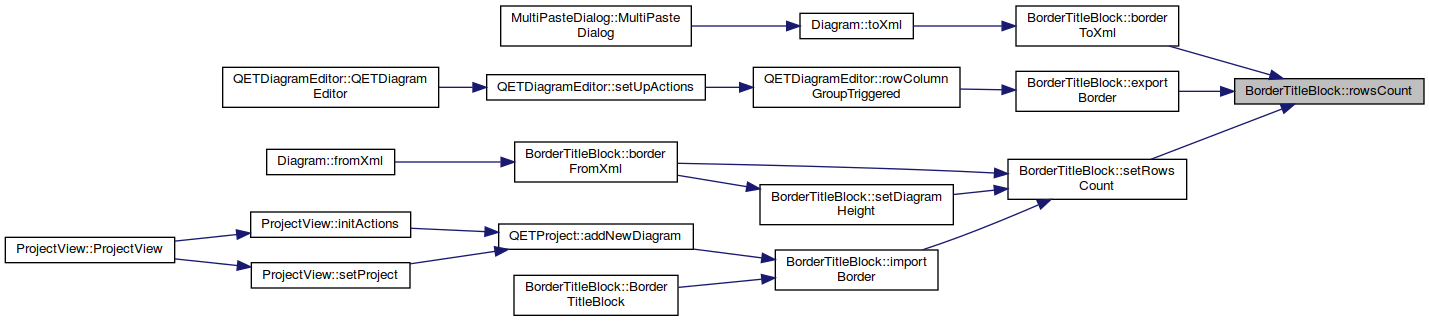 MultiPasteDialog::MultiPaste
Dialog
Diagram::toXml
BorderTitleBlock::border
ToXml
QETDiagramEditor::QETDiagram
Editor
QETDiagramEditor::setUpActions
QETDiagramEditor::rowColumn
GroupTriggered
BorderTitleBlock::export
Border
BorderTitleBlock::rowsCount
Diagram::fromXml
BorderTitleBlock::border
FromXml
BorderTitleBlock::setRows
Count
BorderTitleBlock::setDiagram
Height
ProjectView::ProjectView
ProjectView::initActions
ProjectView::setProject
QETProject::addNewDiagram
BorderTitleBlock::Border
TitleBlock
BorderTitleBlock::import
Border